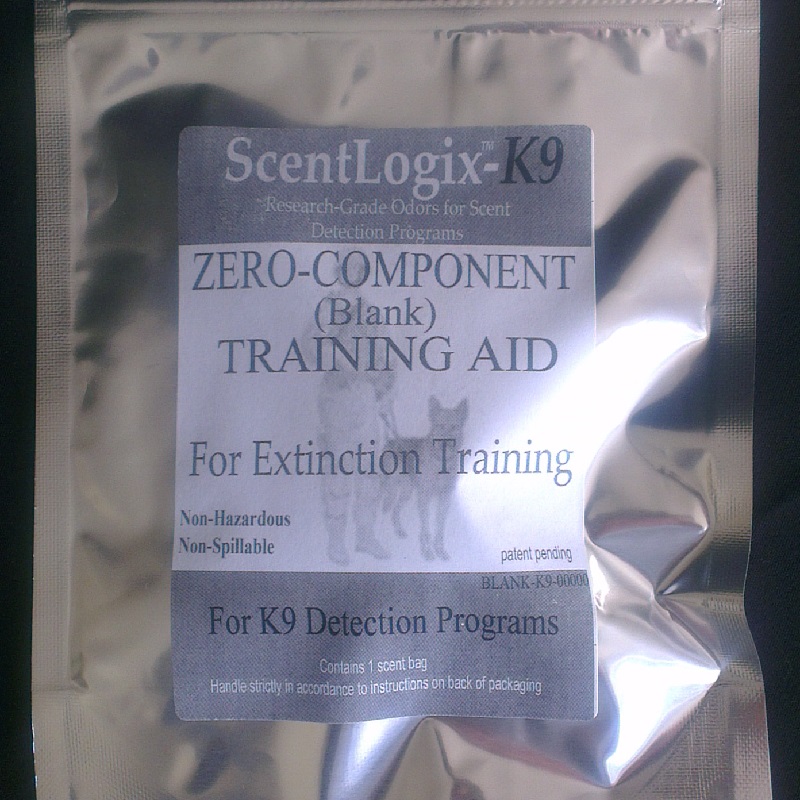 ScentLogix™-K9
Research-Grade Odors for Scent
Detection Programs
ZERO-COMPONENT
(Blank)
TRAINING AID
For Extinction Training
Non-Hazardous
Non-Spillable
patent pending
BLANK-K9-00000
For K9 Detection Programs
Contains 1 scent bag
Handle strictly in accordance to instructions on back of packaging